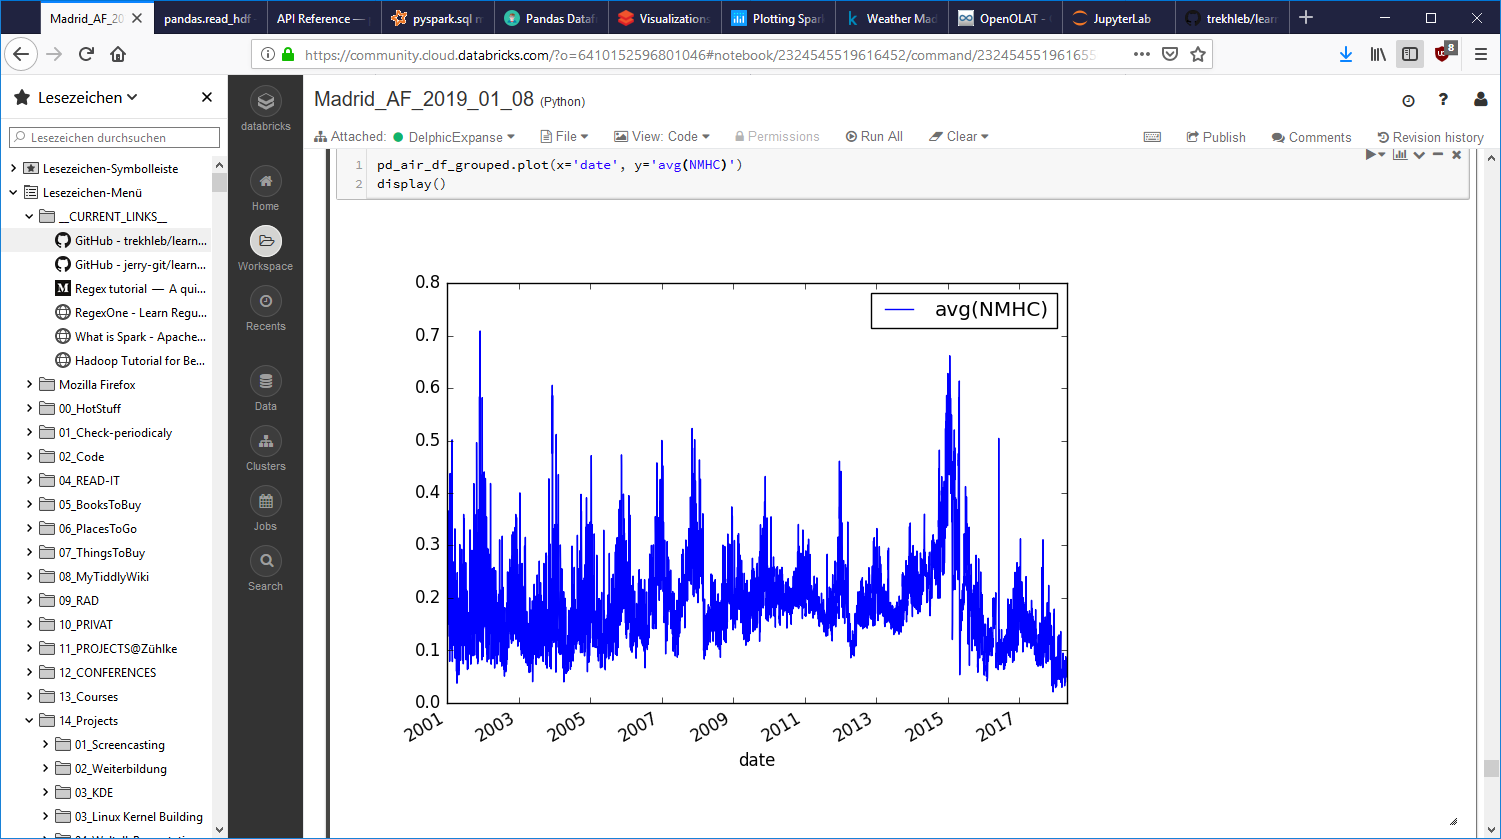 Madrid_AF_20
pandas.read_hdf
API Reference —
pyspark.sql m
Pandas Dataf
Visualizations
Plotting Spark
Weather Mad
OpenOLAT -
JupyterLab
trekhleb/learn
https://community.cloud.databricks.com/?o=6410152596801046#notebook/2324545519616452/command/232454551961655
8
Lesezeichen
Lesezeichen durchsuchen
Lesezeichen-Symbolleiste
Lesezeichen-Menü
__CURRENT_LINKS__
GitHub - trekhleb/learn...
GitHub - jerry-git/learn...
Regex tutorial — A qui...
RegexOne - Learn Regu...
What is Spark - Apache...
Hadoop Tutorial for Be...
Mozilla Firefox
00_HotStuff
01_Check-periodicaly
02_Code
04_READ-IT
05_BooksToBuy
06_PlacesToGo
07_ThingsToBuy
08_MyTiddlyWiki
09_RAD
10_PRIVAT
11_PROJECTS@Zühlke
12_CONFERENCES
13_Courses
14_Projects
01_Screencasting
02_Weiterbildung
03_KDE
03_Linux Kernel Building
databricks
Home
Workspace
Recents
Data
Clusters
Jobs
Search
Madrid_AF_2019_01_08 (Python)
Attached: DelphicExpanse File View: Code Permissions Run All Clear Publish Comments Revision history
1 pd_air_df_grouped.plot(x='date', y='avg(NMHC)')
2 display()
avg(NMHC)
0.8
0.7
0.6
0.5
0.4
0.3
0.2
0.1
0.0
2001 2003 2005 2007 2009 2011 2013 2015 2017
date